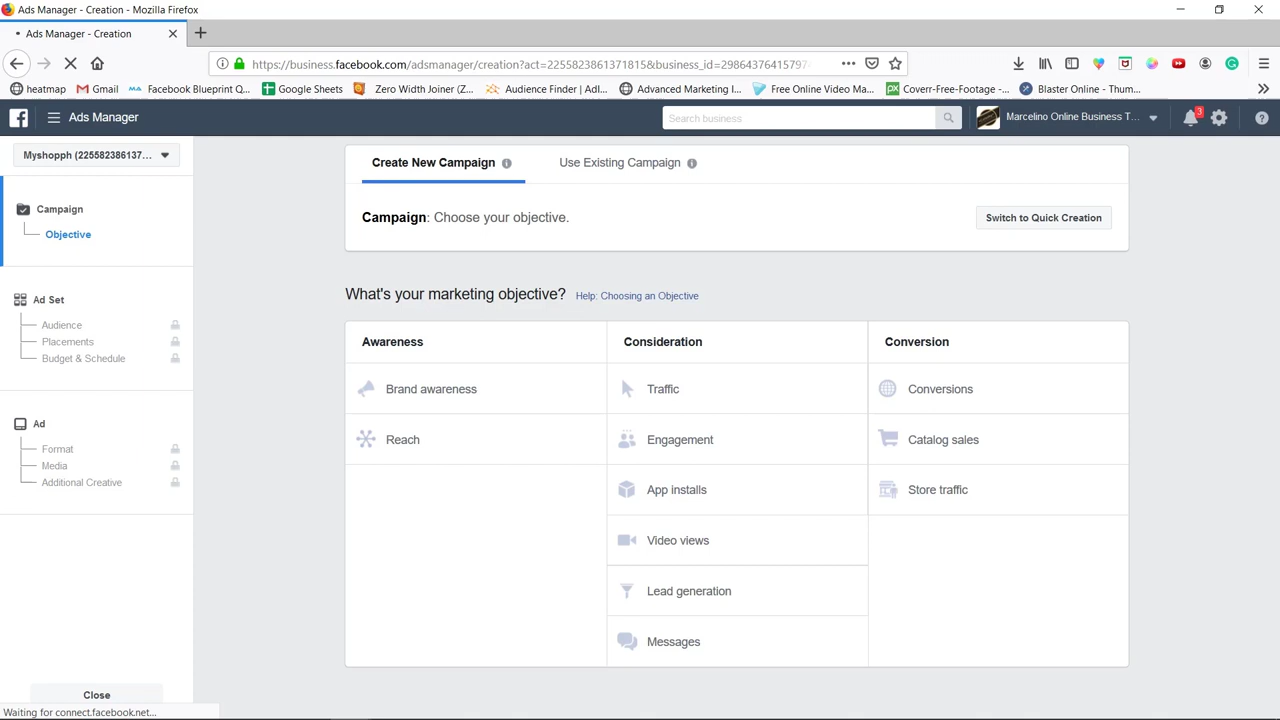 Ads Manager - Creation - Mozilla Firefox
Ads Manager - Creation
https://business.facebook.com/adsmanager/creation?act=2255823861371815&business_id=29864376415797
heatmap
Gmail
Facebook Blueprint Q...
Google Sheets
Zero Width Joiner (Z...
Audience Finder | AdI...
Advanced Marketing I...
Free Online Video Ma...
Coverr-Free-Footage -...
Blaster Online - Thum...
Ads Manager
Search business
Marcelino Online Business T...
3
Myshopph (225582386137...
Campaign
Objective
Ad Set
Audience
Placements
Budget & Schedule
Ad
Format
Media
Additional Creative
Close
Create New Campaign
Use Existing Campaign
Campaign: Choose your objective.
Switch to Quick Creation
What's your marketing objective? Help: Choosing an Objective
Awareness
Brand awareness
Reach
Consideration
Traffic
Engagement
App installs
Video views
Lead generation
Messages
Conversion
Conversions
Catalog sales
Store traffic
Waiting for connect.facebook.net...